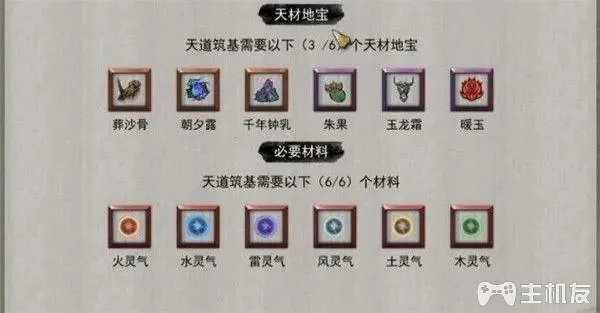 天材地宝
天道筑基需要以下（3 /6）个天材地宝
葬沙骨 朝夕露 千年钟乳 朱果 玉龙霜 暖玉
必要材料
天道筑基需要以下（6/6）个材料
火灵气 水灵气 雷灵气 风灵气 土灵气 木灵气
主机友